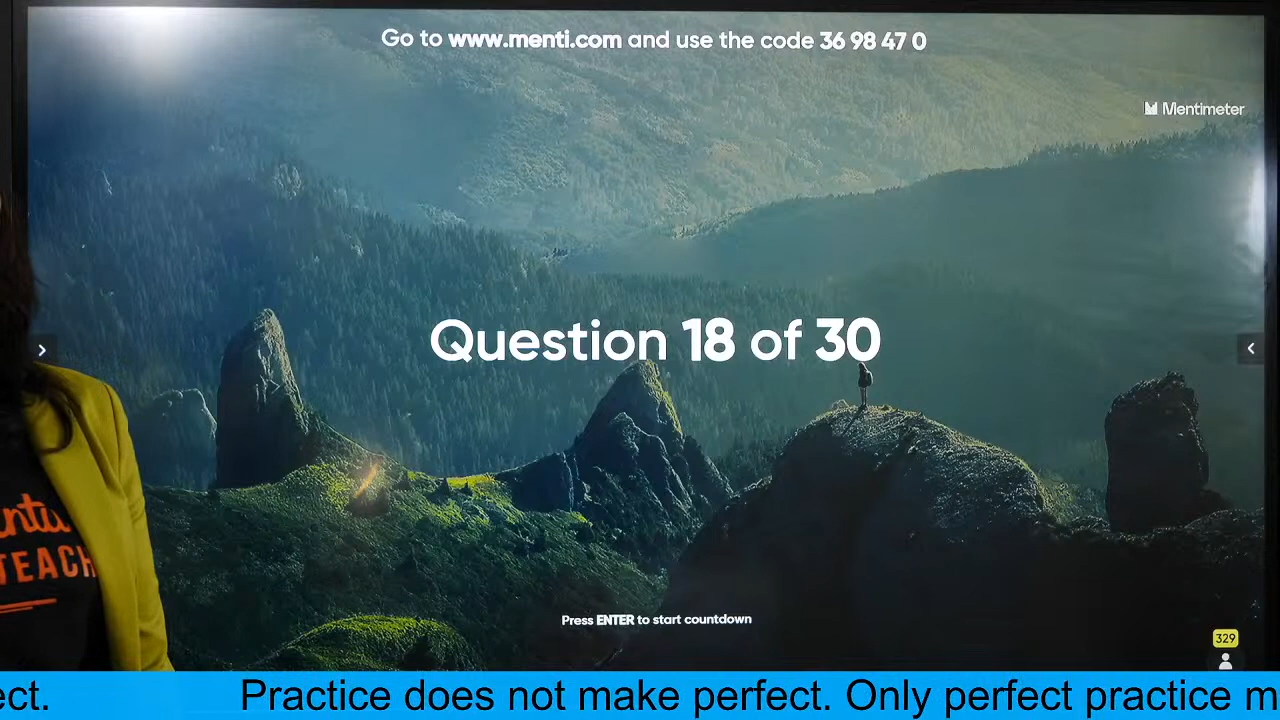 Go to www.menti.com and use the code 36 98 47 0
Mentimeter
Question 18 of 30
TEACH
Press ENTER to start countdown
329
ect. Practice does not make perfect. Only perfect practice m